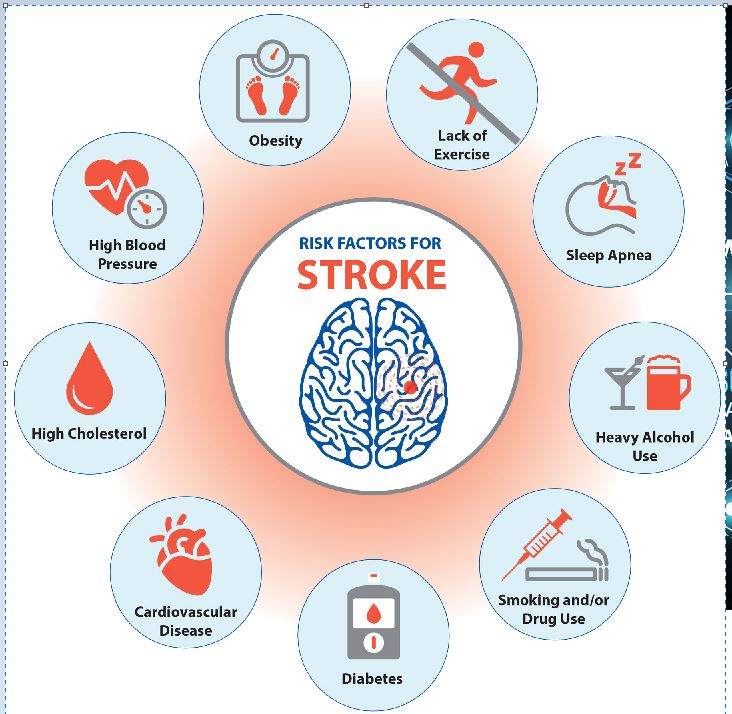 RISK FACTORS FOR
STROKE
Obesity
Lack of
Exercise
zz
Sleep Apnea
Heavy Alcohol
Use
Smoking and/or
Drug Use
Diabetes
Cardiovascular
Disease
High Cholesterol
High Blood
Pressure